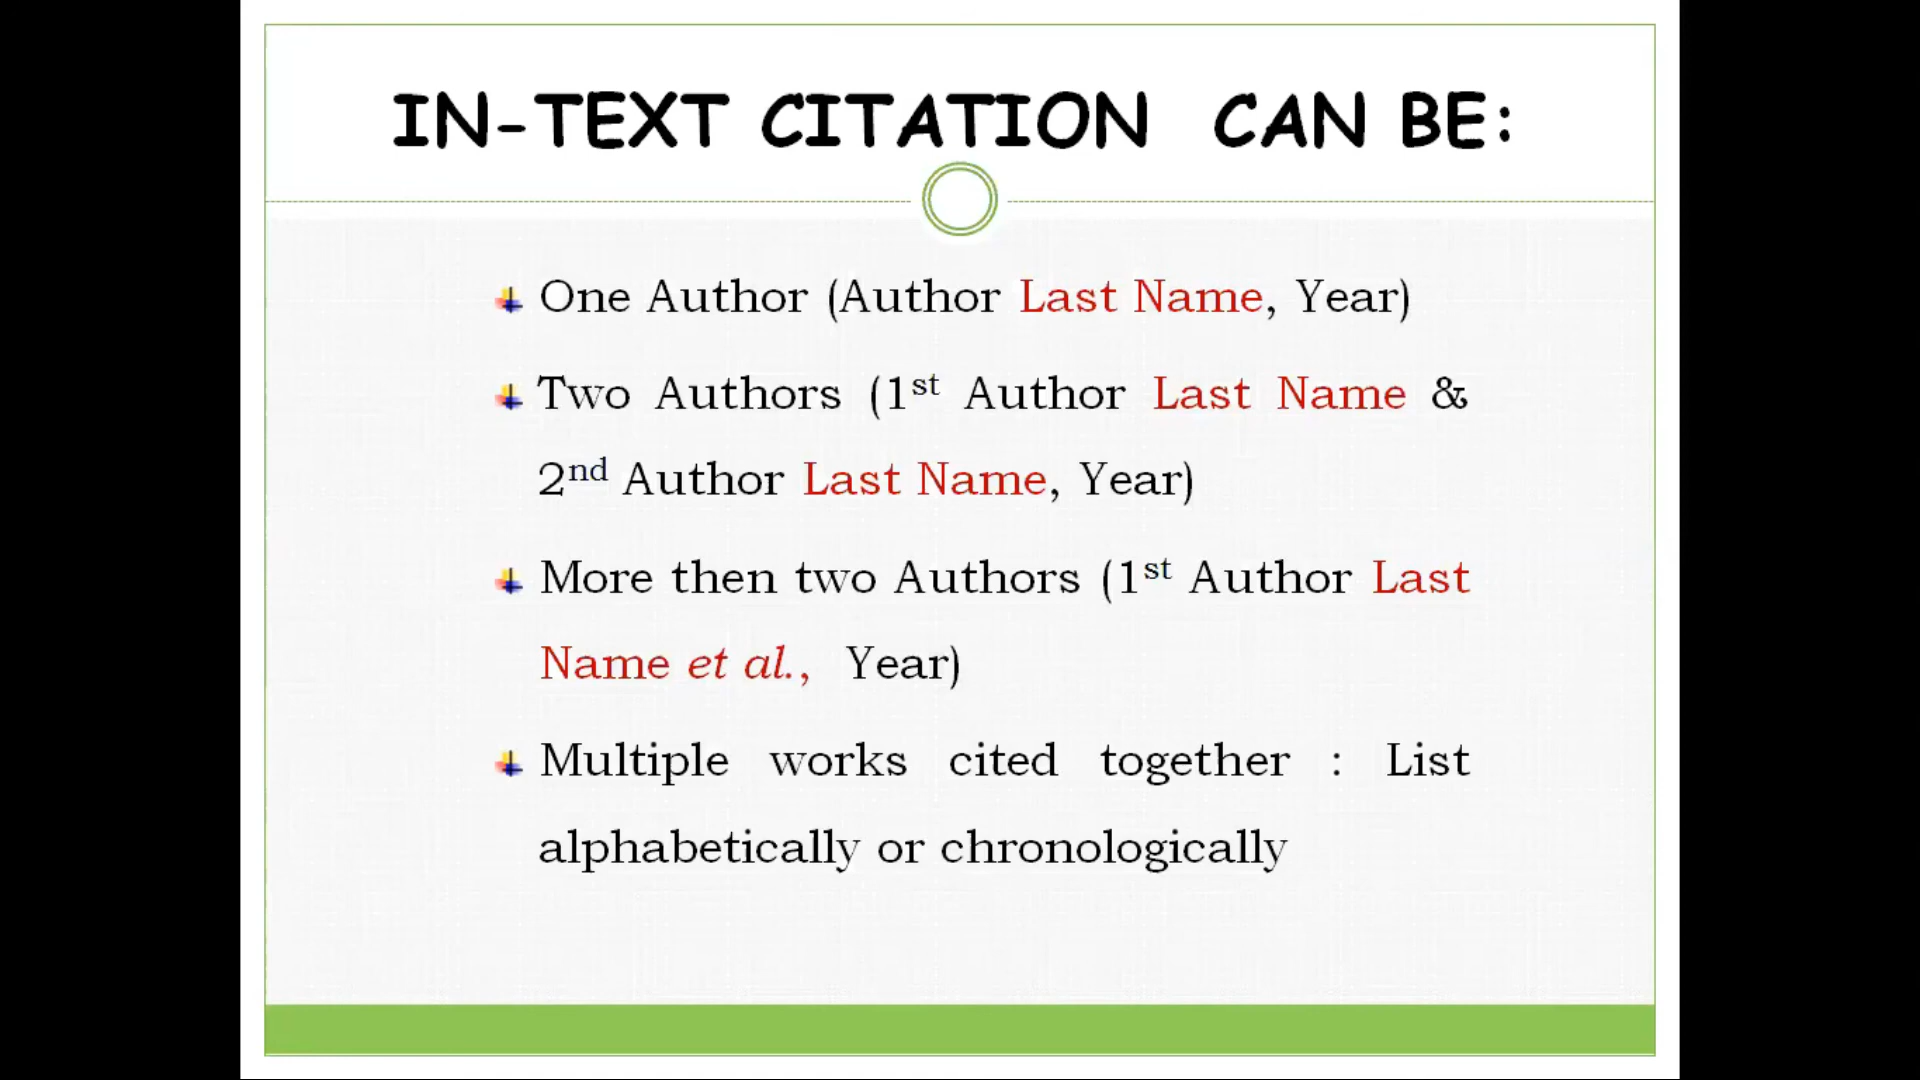 IN-TEXT CITATION CAN BE:
One Author (Author Last Name, Year)
Two Authors (1st Author Last Name &
2nd Author Last Name, Year)
More then two Authors (1st Author Last
Name et al., Year)
Multiple works cited together : List
alphabetically or chronologically